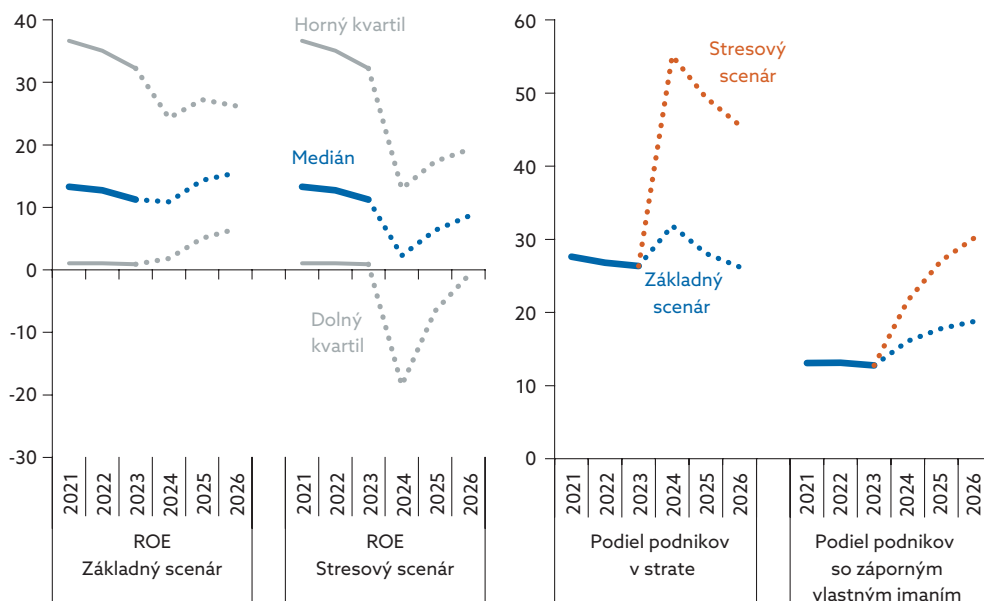 40
30
20
10
0
-10
-20
-30
Horný kvartil
Medián
Dolný
kvartil
2021
2022
2023
2024
2025
2026
2021
2022
2023
2024
2025
2026
ROE
Základný scenár
ROE
Stresový scenár
60
50
40
30
20
10
0
Stresový
scenár
Základný
scenár
2021
2022
2023
2024
2025
2026
2021
2022
2023
2024
2025
2026
Podiel podnikov
v strate
Podiel podnikov
so záporným
vlastným imaním